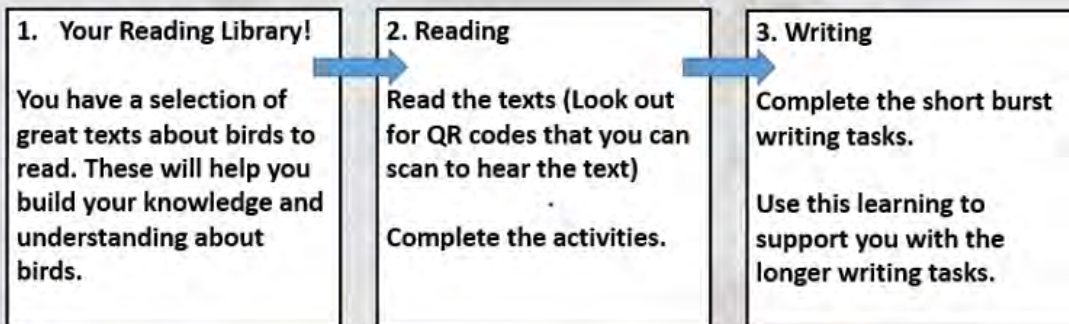 1. Your Reading Library!
You have a selection of
great texts about birds to
read. These will help you
build your knowledge and
understanding about
birds.
2. Reading
Read the texts (Look out
for QR codes that you can
scan to hear the text)
Complete the activities.
3. Writing
Complete the short burst
writing tasks.
Use this learning to
support you with the
longer writing tasks.